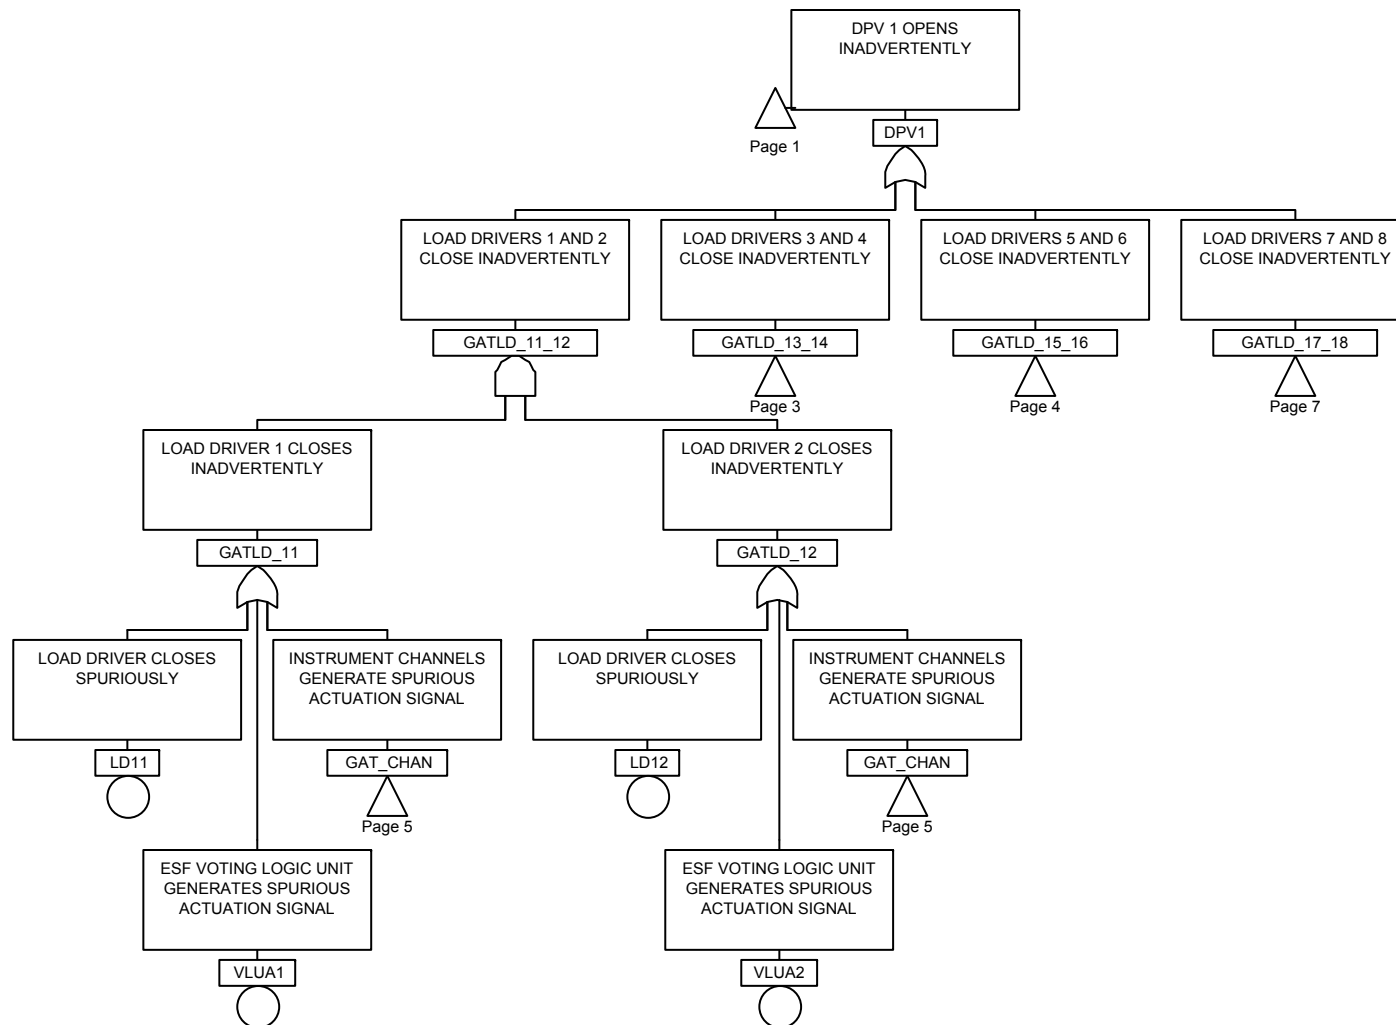 DPV 1 OPENS
INADVERTENTLY
Page 1
DPV1
LOAD DRIVERS 1 AND 2
CLOSE INADVERTENTLY
GATLD_11_12
LOAD DRIVERS 3 AND 4
CLOSE INADVERTENTLY
GATLD_13_14
Page 3
LOAD DRIVERS 5 AND 6
CLOSE INADVERTENTLY
GATLD_15_16
Page 4
LOAD DRIVERS 7 AND 8
CLOSE INADVERTENTLY
GATLD_17_18
Page 7
LOAD DRIVER 1 CLOSES
INADVERTENTLY
GATLD_11
LOAD DRIVER 2 CLOSES
INADVERTENTLY
GATLD_12
LOAD DRIVER CLOSES
SPURIOUSLY
LD11
INSTRUMENT CHANNELS
GENERATE SPURIOUS
ACTUATION SIGNAL
GAT_CHAN
Page 5
LOAD DRIVER CLOSES
SPURIOUSLY
LD12
INSTRUMENT CHANNELS
GENERATE SPURIOUS
ACTUATION SIGNAL
GAT_CHAN
Page 5
ESF VOTING LOGIC UNIT
GENERATES SPURIOUS
ACTUATION SIGNAL
VLUA1
ESF VOTING LOGIC UNIT
GENERATES SPURIOUS
ACTUATION SIGNAL
VLUA2